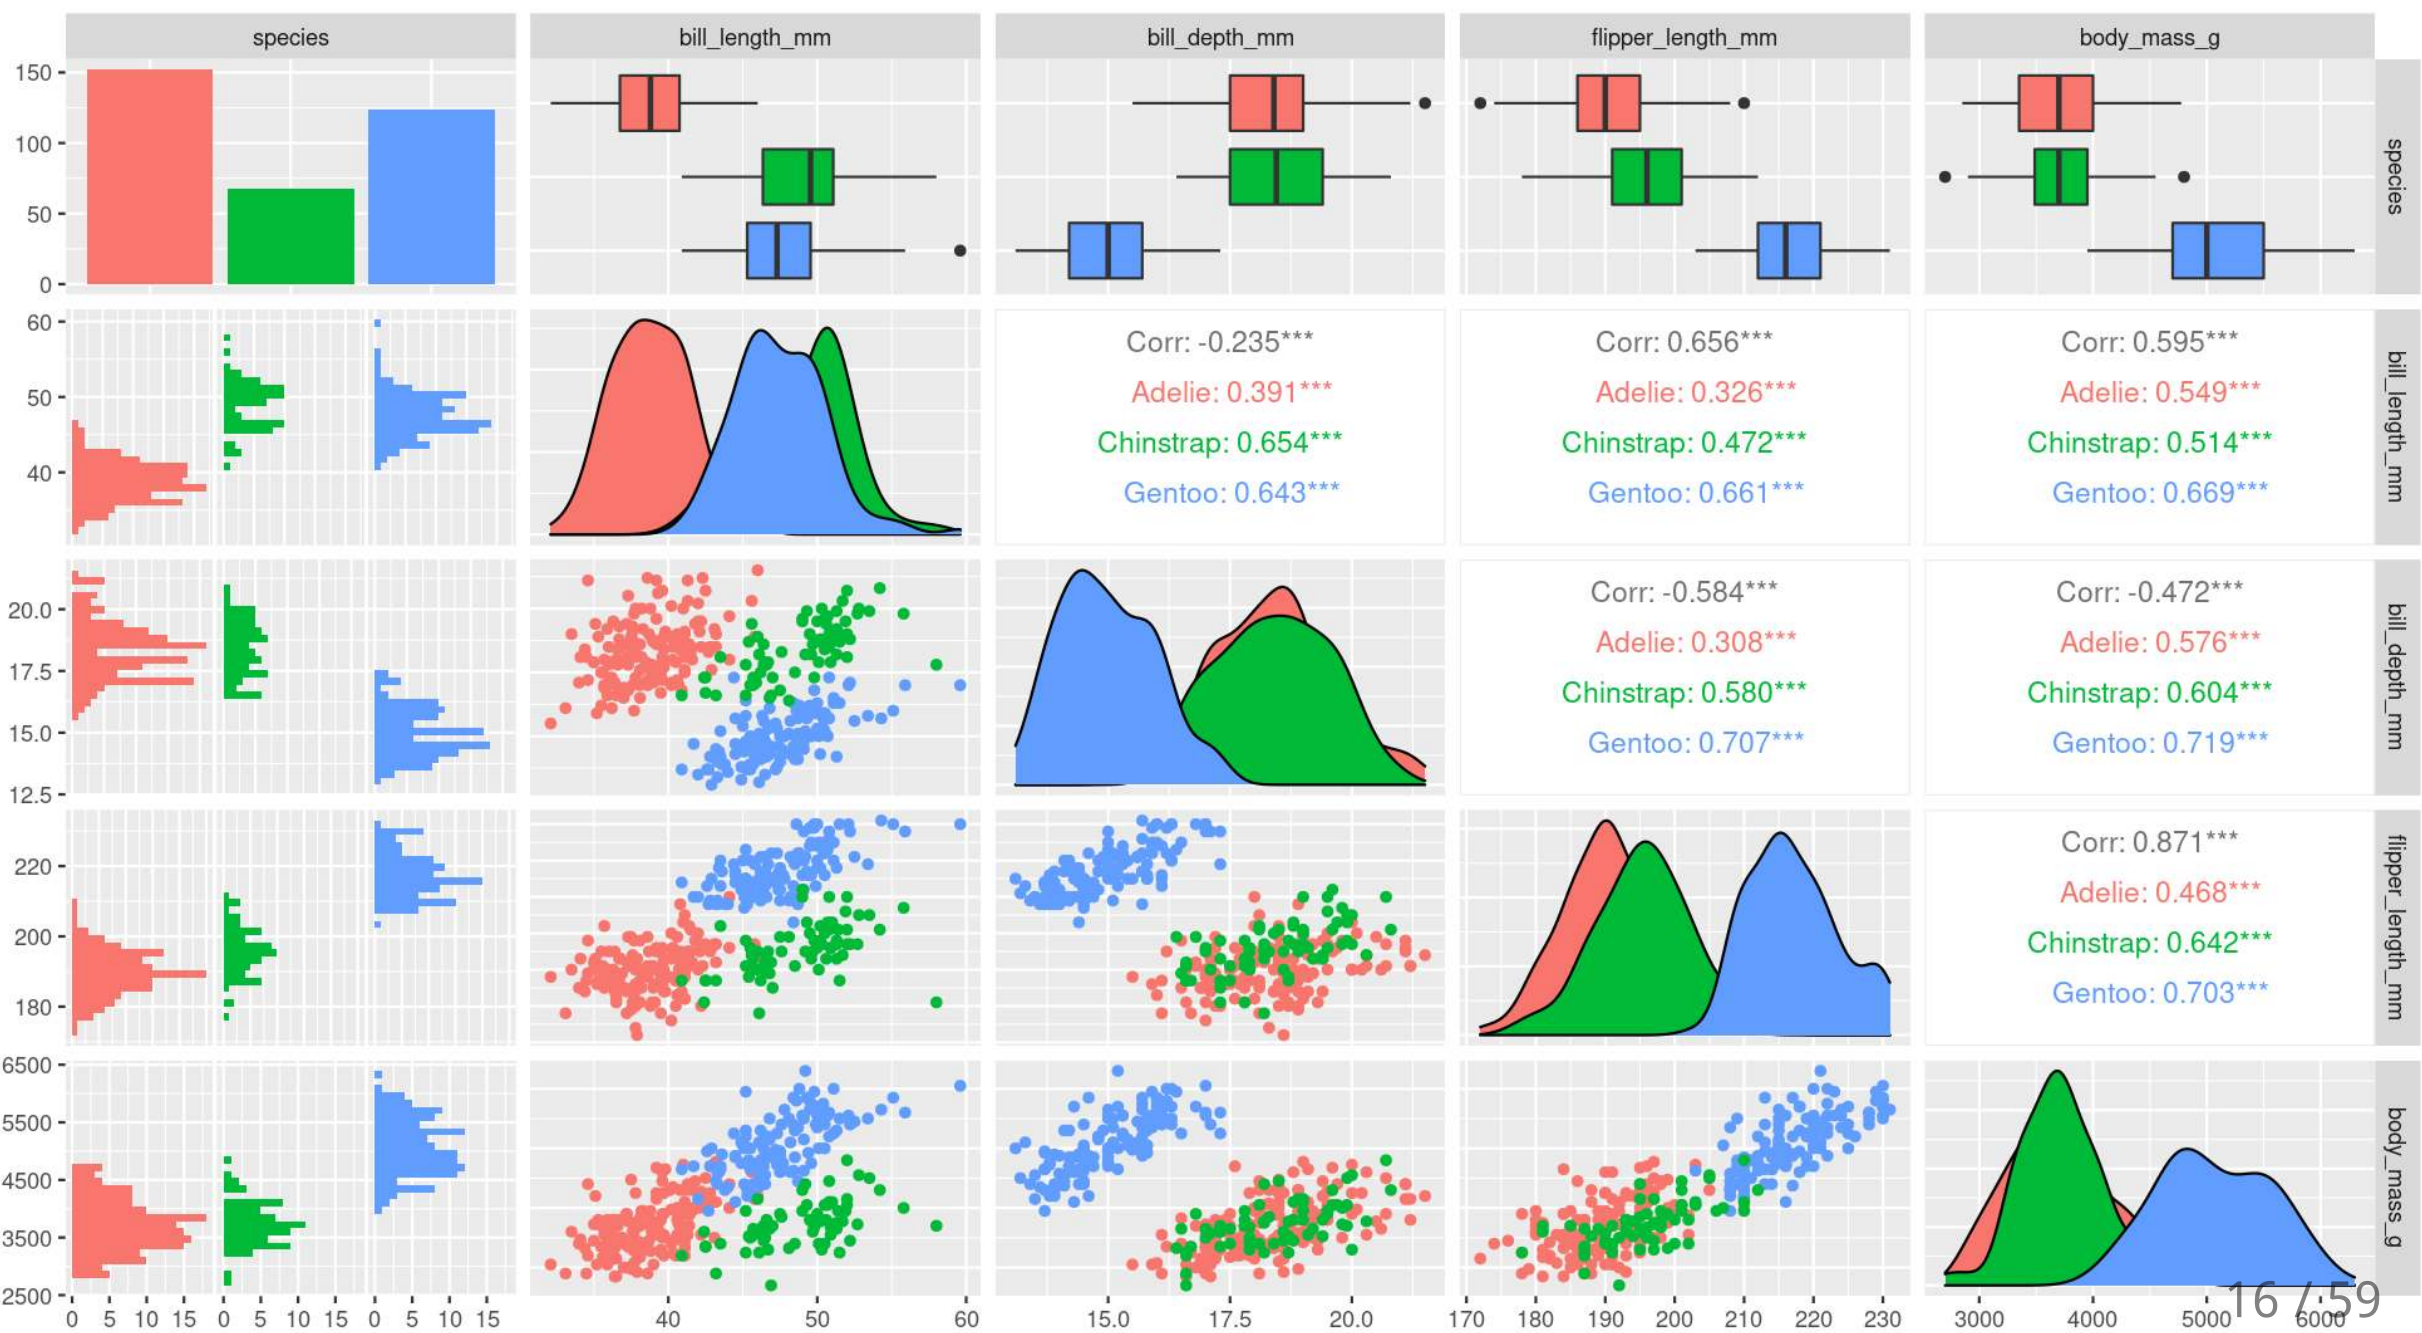 species bill_length_mm bill_depth_mm flipper_length_mm body_mass_g
150
100
50
0
species
60
50
40
Corr: -0.235***
Adelie: 0.391***
Chinstrap: 0.654***
Gentoo: 0.643***
Corr: 0.656***
Adelie: 0.326***
Chinstrap: 0.472***
Gentoo: 0.661***
Corr: 0.595***
Adelie: 0.549***
Chinstrap: 0.514***
Gentoo: 0.669***
bill_length_mm
20.0
17.5
15.0
12.5
Corr: -0.584***
Adelie: 0.308***
Chinstrap: 0.580***
Gentoo: 0.707***
Corr: -0.472***
Adelie: 0.576***
Chinstrap: 0.604***
Gentoo: 0.719***
bill_depth_mm
220
200
180
Corr: 0.871***
Adelie: 0.468***
Chinstrap: 0.642***
Gentoo: 0.703***
flipper_length_mm
6500
5500
4500
3500
2500
body_mass_g
0 5 10 15 0 5 10 15 0 5 10 15 40 50 60 15.0 17.5 20.0 170 180 190 200 210 220 230 3000 4000 5000 6000
16 / 59